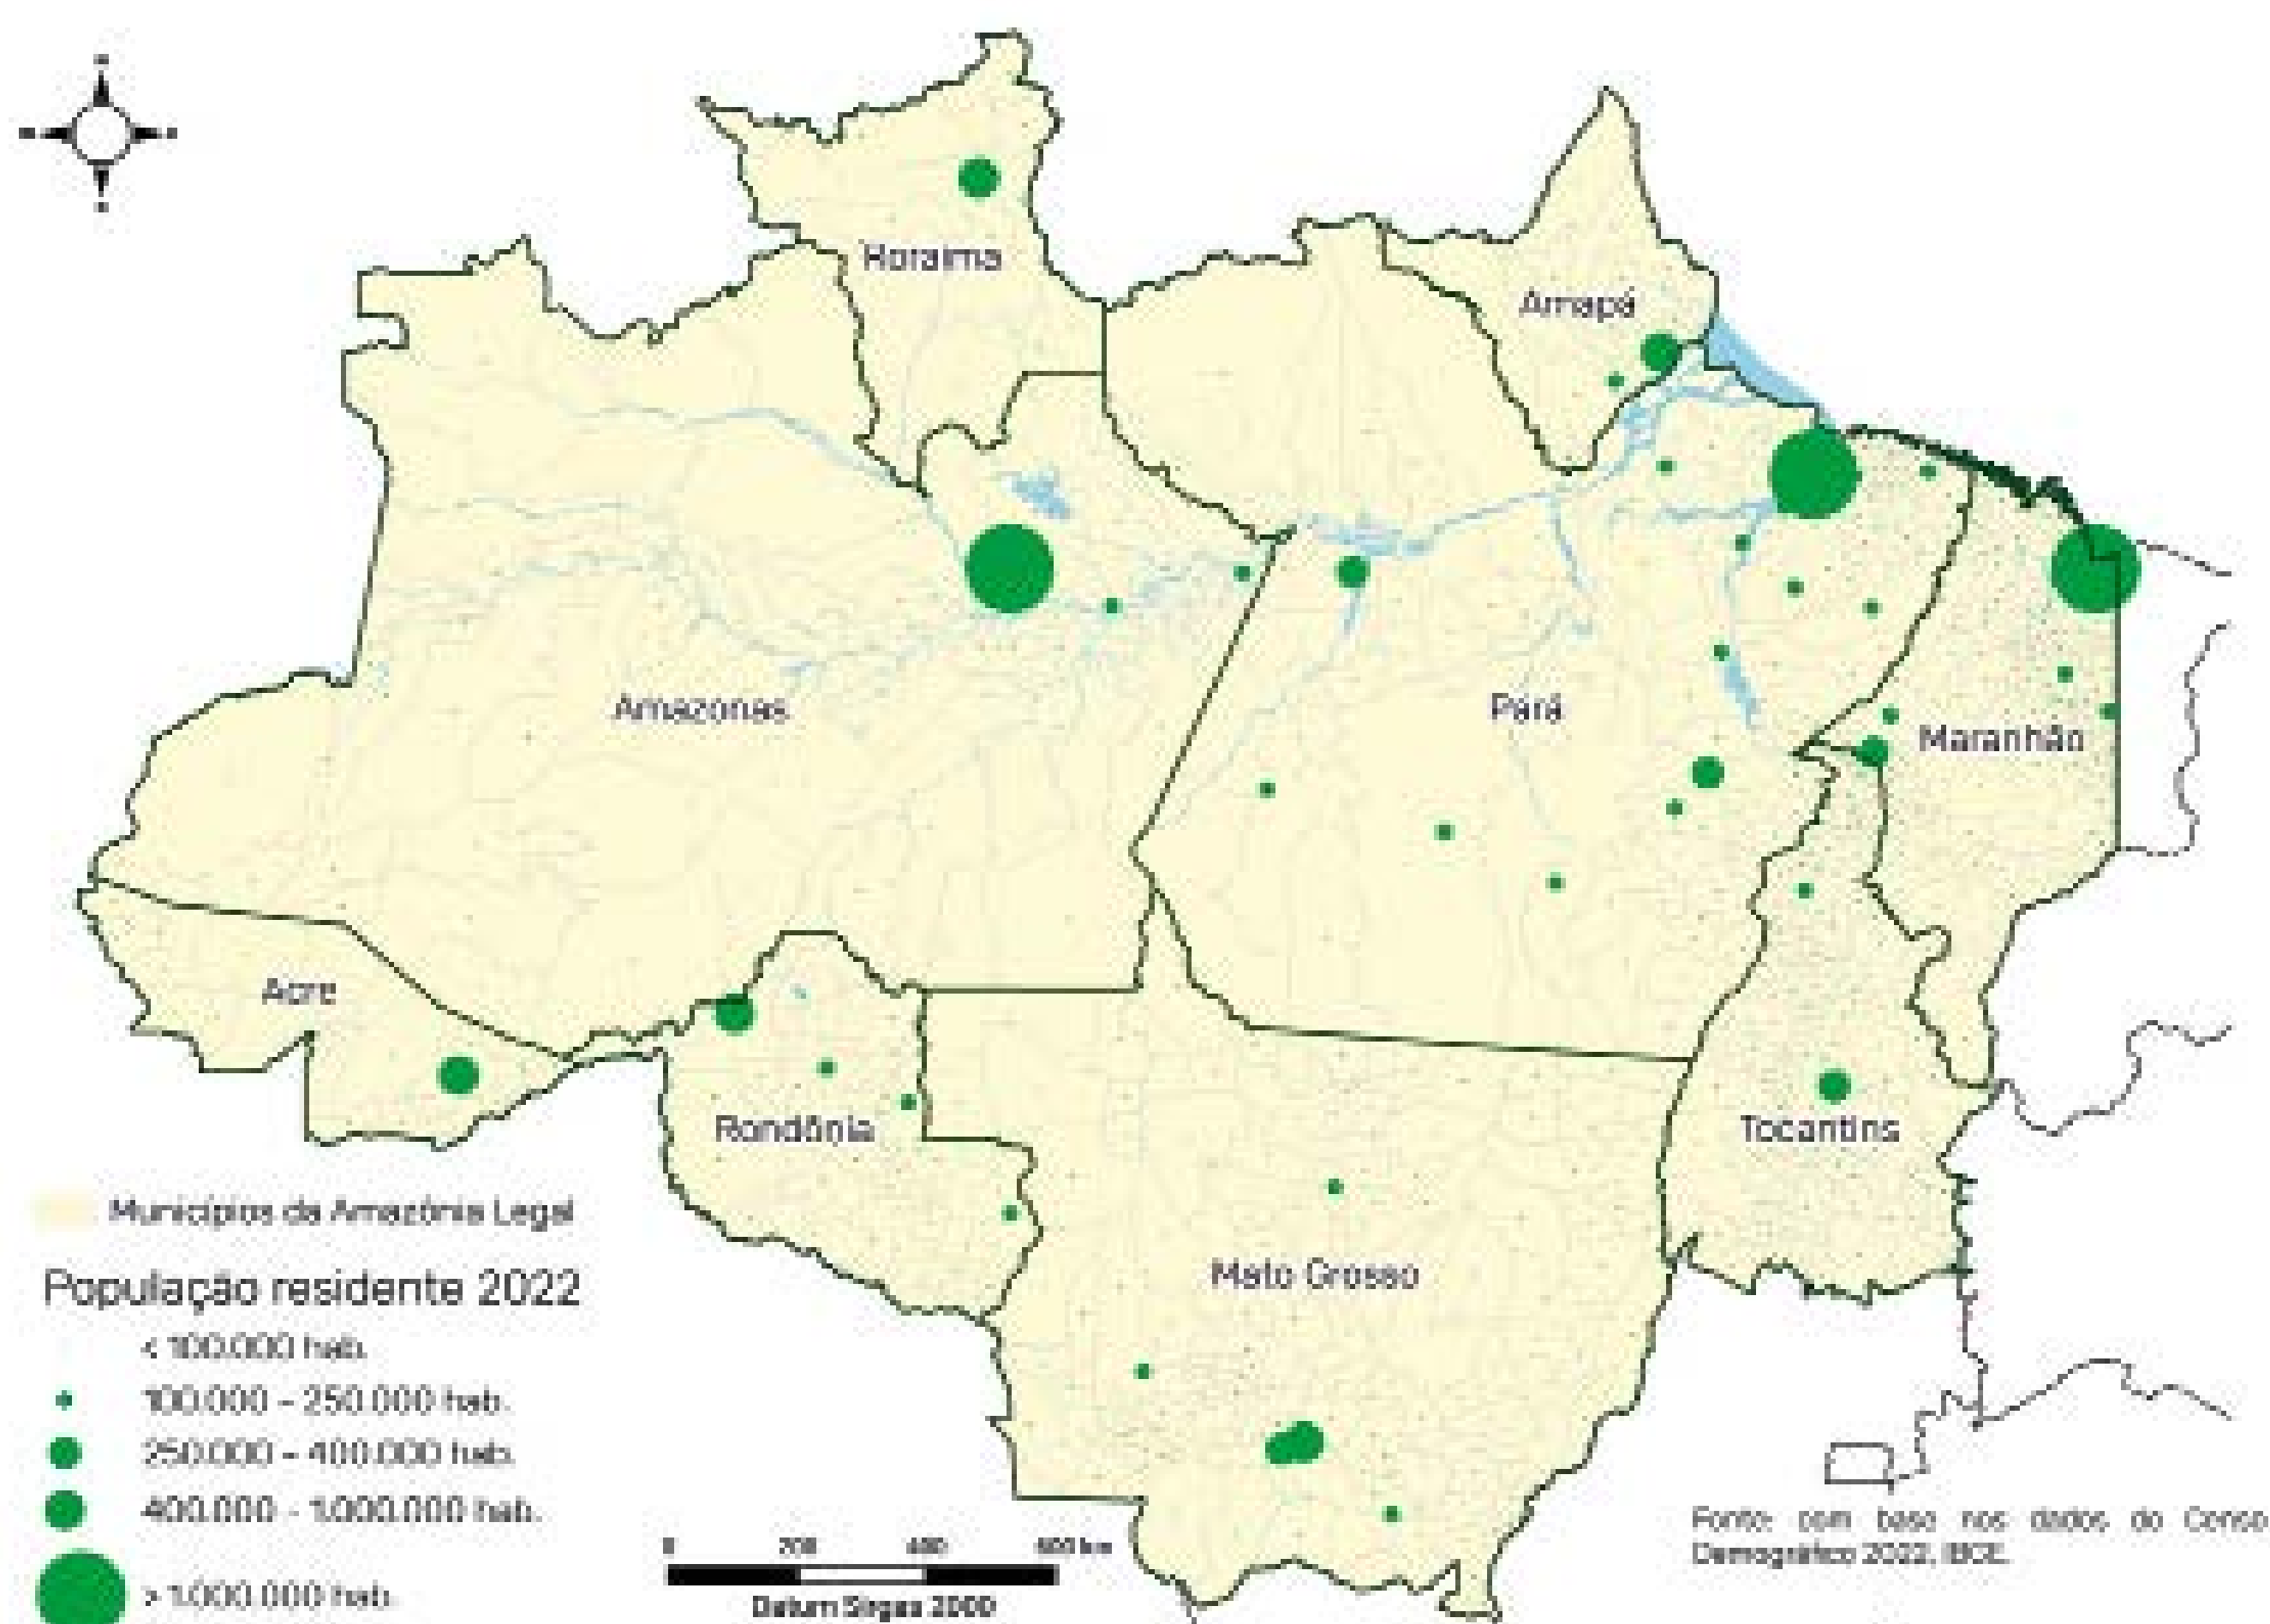 Roraima
Amapá
Amazonas
Pará
Maranhão
Acre
Rondônia
Tocantins
Mato Grosso
Municípios da Amazônia Legal
População residente 2022
< 100.000 hab.
100.000 - 250.000 hab.
250.000 - 400.000 hab.
400.000 - 1.000.000 hab.
> 1.000.000 hab.
0 200 400 600 km
Datum Sirgas 2000
Fonte: com base nos dados do Censo
Demográfico 2022, IBGE.